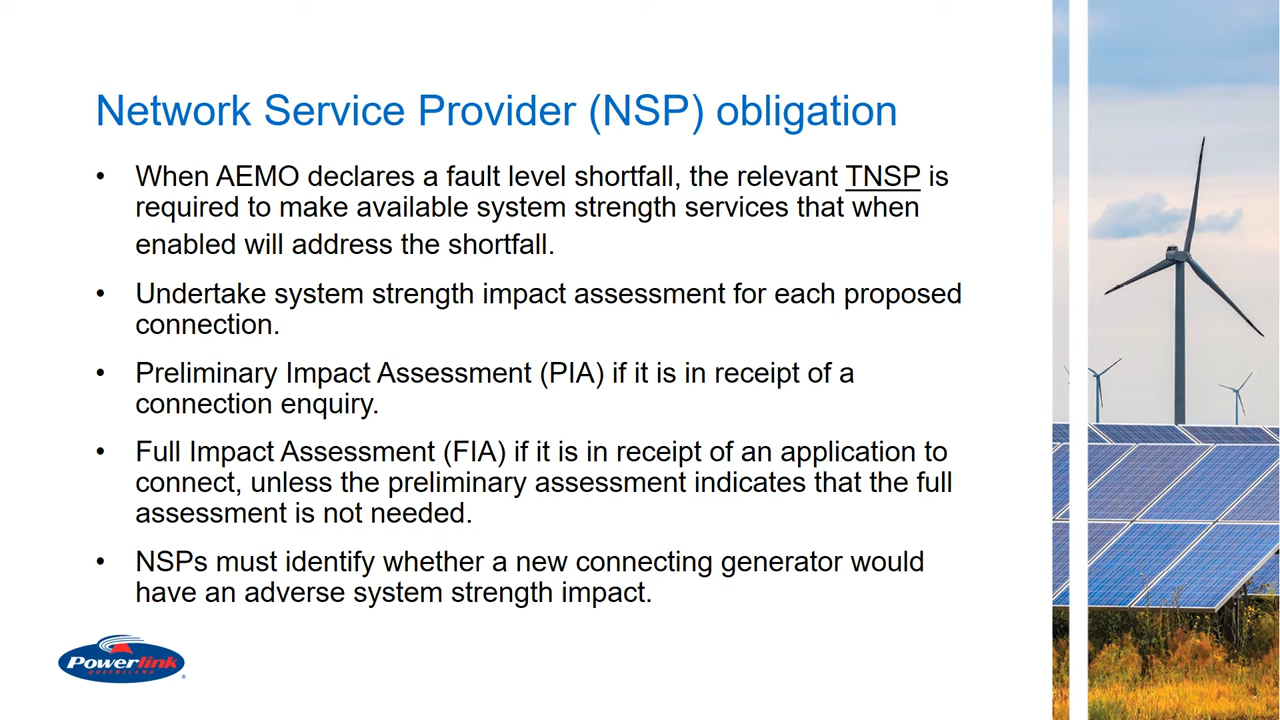 Network Service Provider (NSP) obligation
• When AEMO declares a fault level shortfall, the relevant TNSP is
required to make available system strength services that when
enabled will address the shortfall.
• Undertake system strength impact assessment for each proposed
connection.
• Preliminary Impact Assessment (PIA) if it is in receipt of a
connection enquiry.
• Full Impact Assessment (FIA) if it is in receipt of an application to
connect, unless the preliminary assessment indicates that the full
assessment is not needed.
• NSPs must identify whether a new connecting generator would
have an adverse system strength impact.
Powerlink
QUEENSLAND